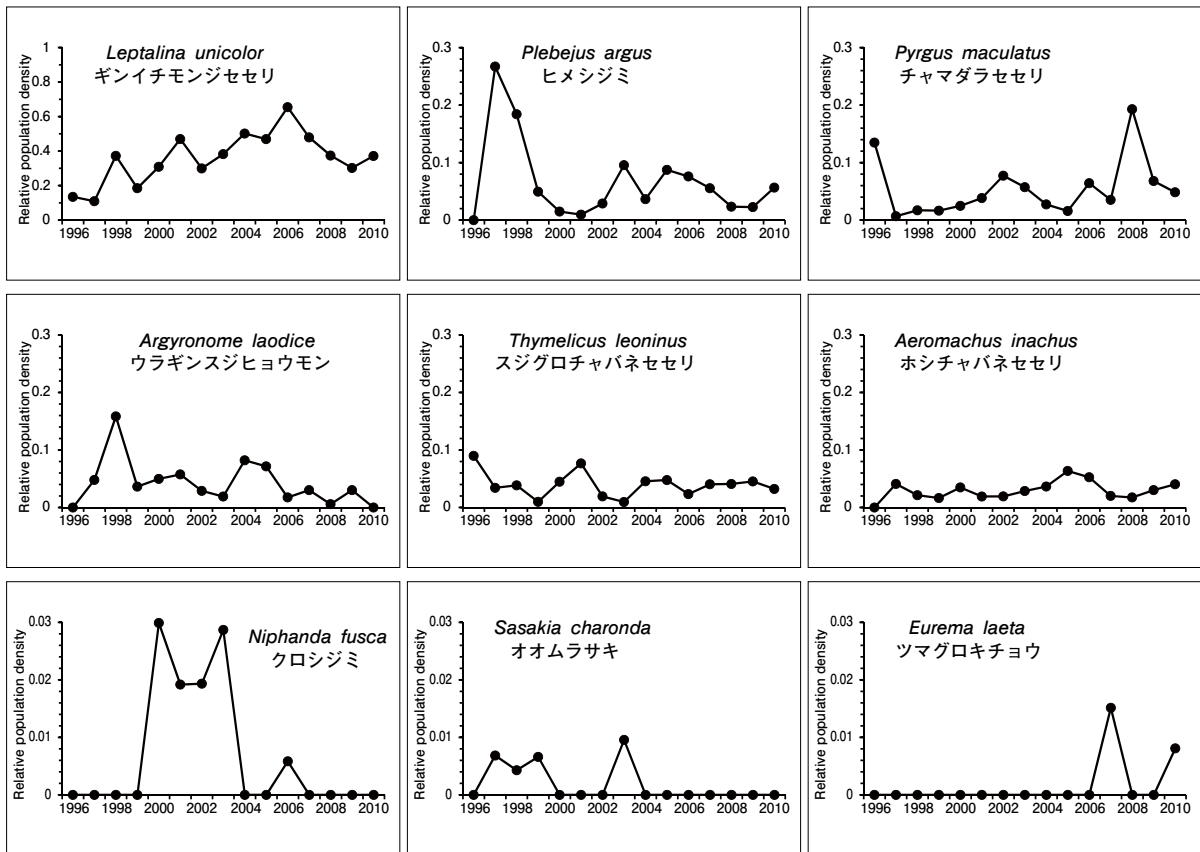 Leptalina unicolor
ギンイチモンジセセリ
Relative population density
1
0.8
0.6
0.4
0.2
0
1996 1998 2000 2002 2004 2006 2008 2010
Plebejus argus
ヒメシジミ
Relative population density
0.3
0.2
0.1
0
1996 1998 2000 2002 2004 2006 2008 2010
Pyrgus maculatus
チャマダラセセリ
Relative population density
0.3
0.2
0.1
0
1996 1998 2000 2002 2004 2006 2008 2010
Argyronome laodice
ウラギンスジヒョウモン
Relative population density
0.3
0.2
0.1
0
1996 1998 2000 2002 2004 2006 2008 2010
Thymelicus leoninus
スジグロチャバネセセリ
Relative population density
0.3
0.2
0.1
0
1996 1998 2000 2002 2004 2006 2008 2010
Aeromachus inachus
ホシチャバネセセリ
Relative population density
0.3
0.2
0.1
0
1996 1998 2000 2002 2004 2006 2008 2010
Niphanda fusca
クロシジミ
Relative population density
0.03
0.02
0.01
0
1996 1998 2000 2002 2004 2006 2008 2010
Sasakia charonda
オオムラサキ
Relative population density
0.03
0.02
0.01
0
1996 1998 2000 2002 2004 2006 2008 2010
Eurema laeta
ツマグロキチョウ
Relative population density
0.03
0.02
0.01
0
1996 1998 2000 2002 2004 2006 2008 2010